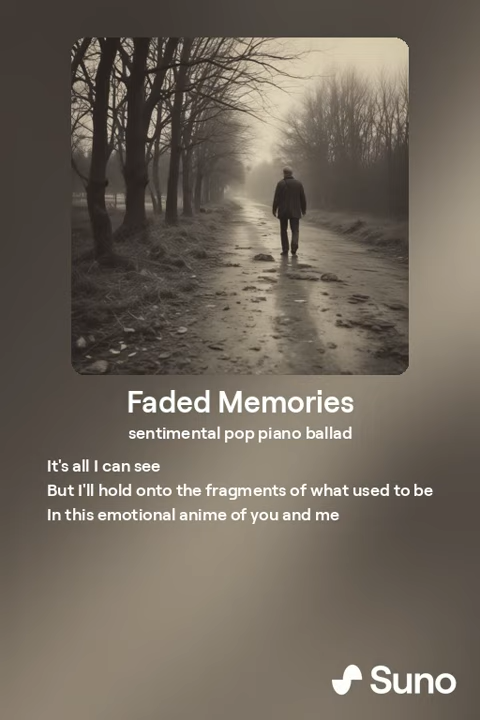 Faded Memories
sentimental pop piano ballad
It's all I can see
But I'll hold onto the fragments of what used to be
In this emotional anime of you and me
Suno